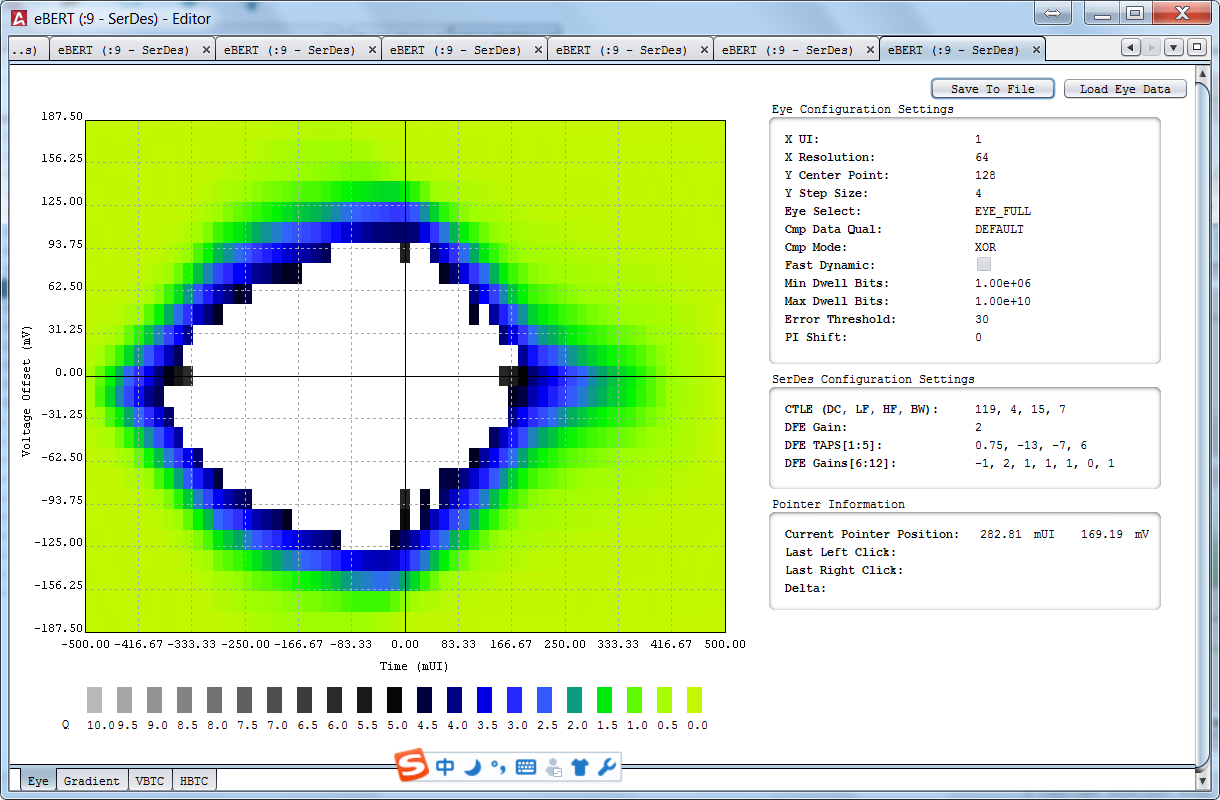 eBERT (:9 - SerDes) - Editor
..s) eBERT (:9 - SerDes) eBERT (:9 - SerDes) eBERT (:9 - SerDes) eBERT (:9 - SerDes) eBERT (:9 - SerDes) eBERT (:9 - SerDes)
Save To File Load Eye Data
187.50
156.25
125.00
93.75
62.50
31.25
0.00
-31.25
-62.50
-93.75
-125.00
-156.25
-187.50
Voltage Offset (mV)
-500.00 -416.67 -333.33 -250.00 -166.67 -83.33 0.00 83.33 166.67 250.00 333.33 416.67 500.00
Time (mUI)
Q 10.0 9.5 9.0 8.5 8.0 7.5 7.0 6.5 6.0 5.5 5.0 4.5 4.0 3.5 3.0 2.5 2.0 1.5 1.0 0.5 0.0
Eye Configuration Settings
X UI: 1
X Resolution: 64
Y Center Point: 128
Y Step Size: 4
Eye Select: EYE_FULL
Cmp Data Qual: DEFAULT
Cmp Mode: XOR
Fast Dynamic:
Min Dwell Bits: 1.00e+06
Max Dwell Bits: 1.00e+10
Error Threshold: 30
PI Shift: 0
SerDes Configuration Settings
CTLE (DC, LF, HF, BW): 119, 4, 15, 7
DFE Gain: 2
DFE TAPS[1:5]: 0.75, -13, -7, 6
DFE Gains[6:12]: -1, 2, 1, 1, 1, 0, 1
Pointer Information
Current Pointer Position: 282.81 mUI 169.19 mV
Last Left Click:
Last Right Click:
Delta:
中
Eye Gradient VBTC HBTC